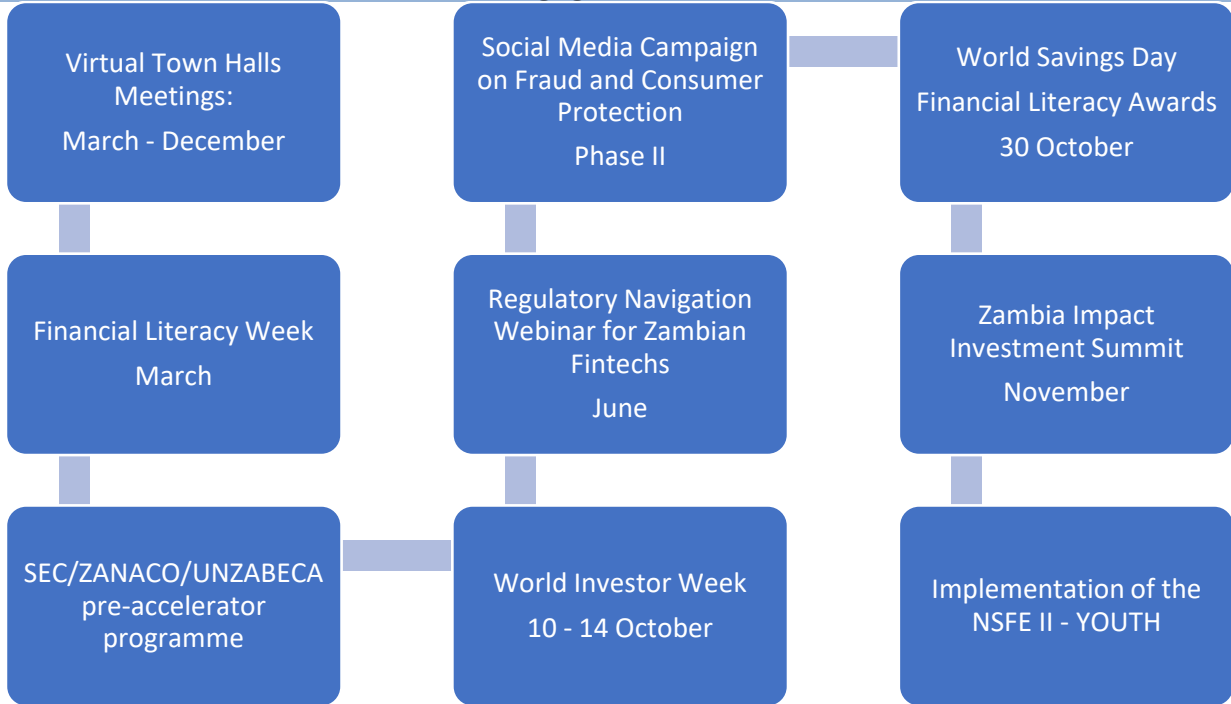 Virtual Town Halls
Meetings:
March - December
Financial Literacy Week
March
SEC/ZANACO/UNZABECA
pre-accelerator
programme
World Investor Week
10 - 14 October
Regulatory Navigation
Webinar for Zambian
Fintechs
June
Social Media Campaign
on Fraud and Consumer
Protection
Phase II
World Savings Day
Financial Literacy Awards
30 October
Zambia Impact
Investment Summit
November
Implementation of the
NSFE II - YOUTH